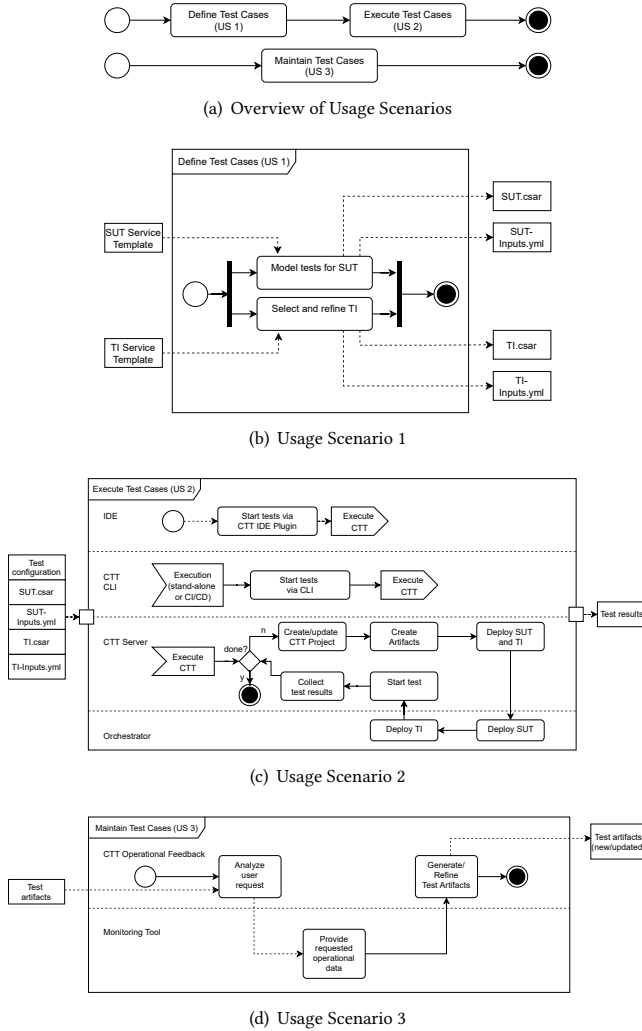 Define Test Cases
(US 1)
Execute Test Cases
(US 2)
Maintain Test Cases
(US 3)
(a) Overview of Usage Scenarios
Define Test Cases (US 1)
SUT.csar
SUT Service
Template
SUT-
Inputs.yml
Model tests for SUT
Select and refine TI
TI Service
Template
TI.csar
TI-
Inputs.yml
(b) Usage Scenario 1
Execute Test Cases (US 2)
IDE
Start tests via
CTT IDE Plugin
Execute
CTT
Test
configuration
SUT.csar
SUT-
Inputs.yml
TI.csar
TI-Inputs.yml
CTT
CLI
Execution
(stand-alone
or CI/CD)
Start tests
via CLI
Execute
CTT
Test results
CTT Server
Execute
CTT
done?
n
y
Create/update
CTT Project
Create
Artifacts
Deploy SUT
and TI
Collect
test results
Start test
Orchestrator
Deploy TI
Deploy SUT
(c) Usage Scenario 2
Maintain Test Cases (US 3)
Test artifacts
(new/updated)
CTT Operational Feedback
Analyze
user
request
Generate/
Refine
Test Artifacts
Test
artifacts
Monitoring Tool
Provide
requested
operational
data
(d) Usage Scenario 3